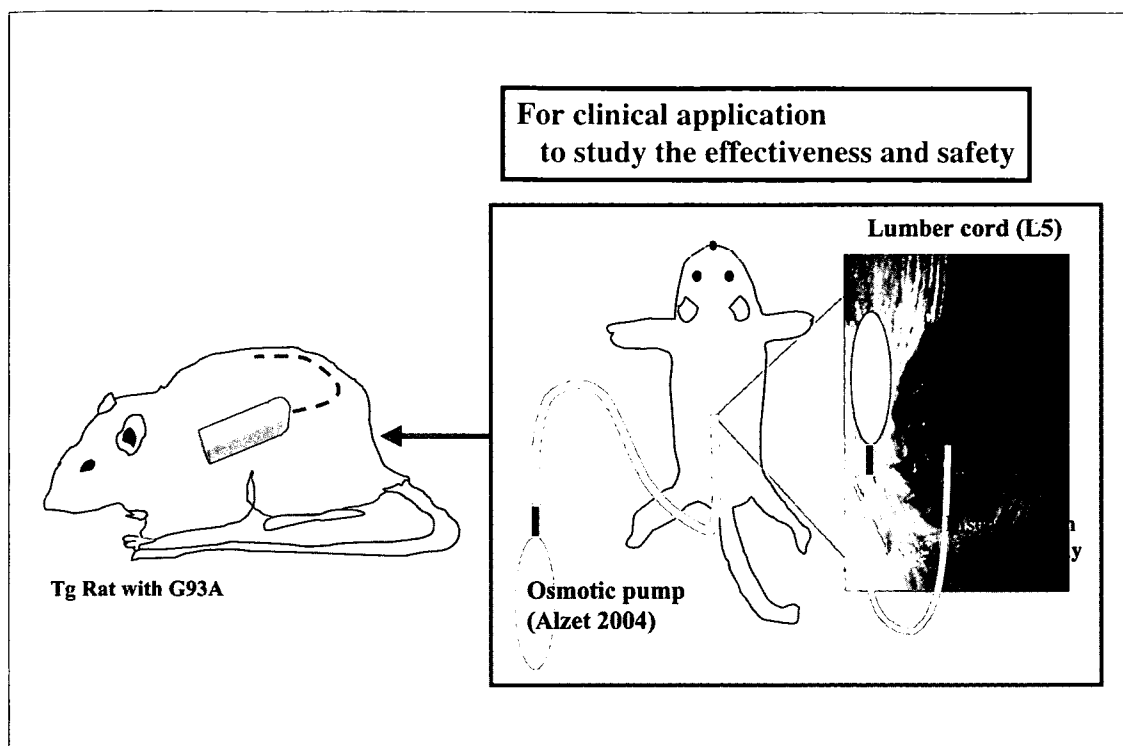 For clinical application
to study the effectiveness and safety
Lumber cord (L5)
Tg Rat with G93A
Osmotic pump
(Alzet 2004)